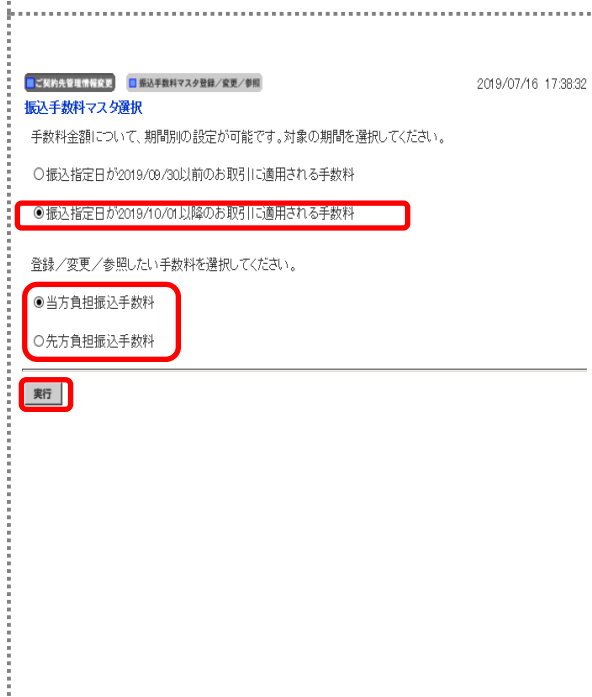 ご契約先管理情報変更 振込手数料マスタ登録／変更／参照 2019/07/16 17:38:32
振込手数料マスタ選択
手数料金額について、期間別の設定が可能です。対象の期間を選択してください。
○振込指定日が2019/09/30以前のお取引に適用される手数料
◉振込指定日が2019/10/01以降のお取引に適用される手数料
登録／変更／参照したい手数料を選択してください。
◉当方負担振込手数料
○先方負担振込手数料
実行